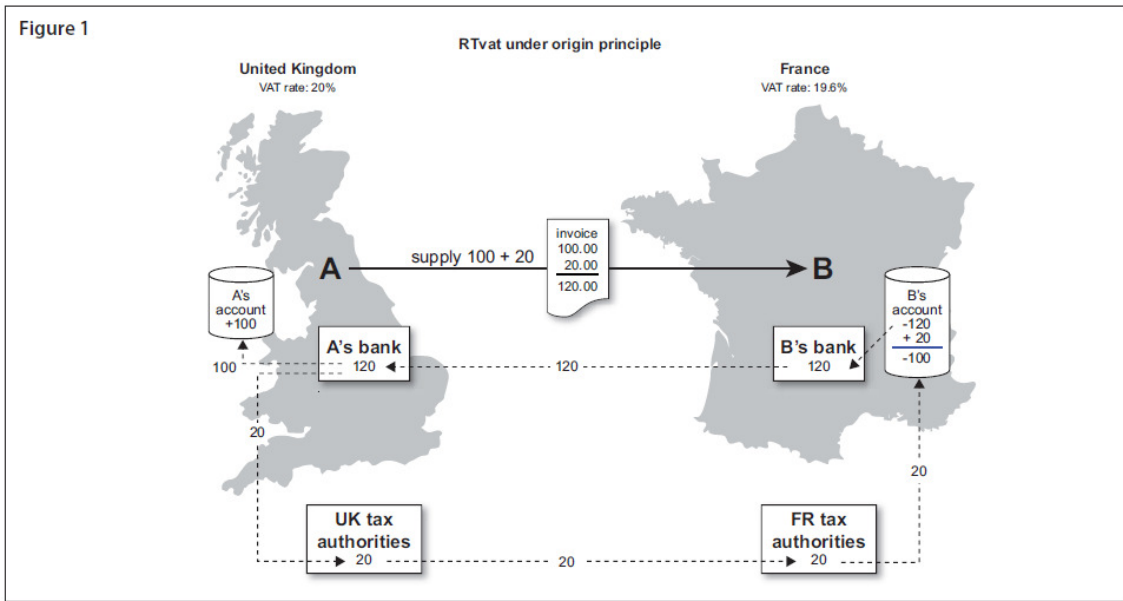 Figure 1
RTvat under origin principle
United Kingdom
VAT rate: 20%
France
VAT rate: 19.6%
invoice
100.00
20.00
120.00
A
supply 100 + 20
B
A's
account
+100
B's
account
-120
+ 20
-100
A's bank
120
120
B's bank
120
100
20
20
UK tax
authorities
20
20
FR tax
authorities
20